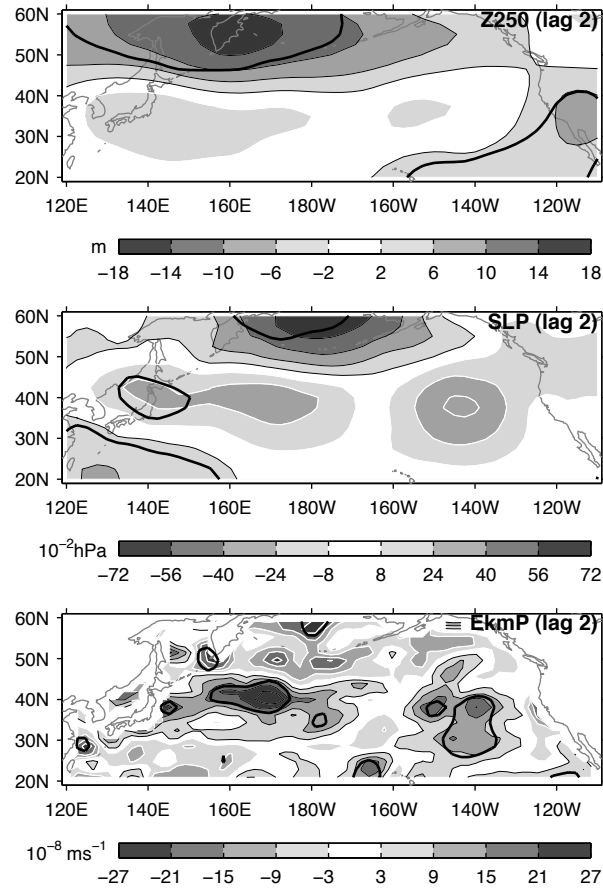 Z250 (lag 2)
60N
50N
40N
30N
20N
120E 140E 160E 180W 160W 140W 120W
m
−18 −14 −10 −6 −2 2 6 10 14 18
SLP (lag 2)
60N
50N
40N
30N
20N
120E 140E 160E 180W 160W 140W 120W
10−2hPa
−72 −56 −40 −24 −8 8 24 40 56 72
EkmP (lag 2)
60N
50N
40N
30N
20N
120E 140E 160E 180W 160W 140W 120W
10−8 ms−1
−27 −21 −15 −9 −3 3 9 15 21 27